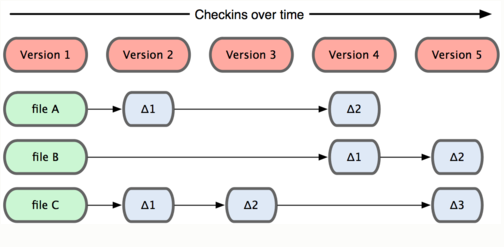 Checkins over time
Version 1 Version 2 Version 3 Version 4 Version 5
file A Δ1 Δ2
file B Δ1 Δ2
file C Δ1 Δ2 Δ3